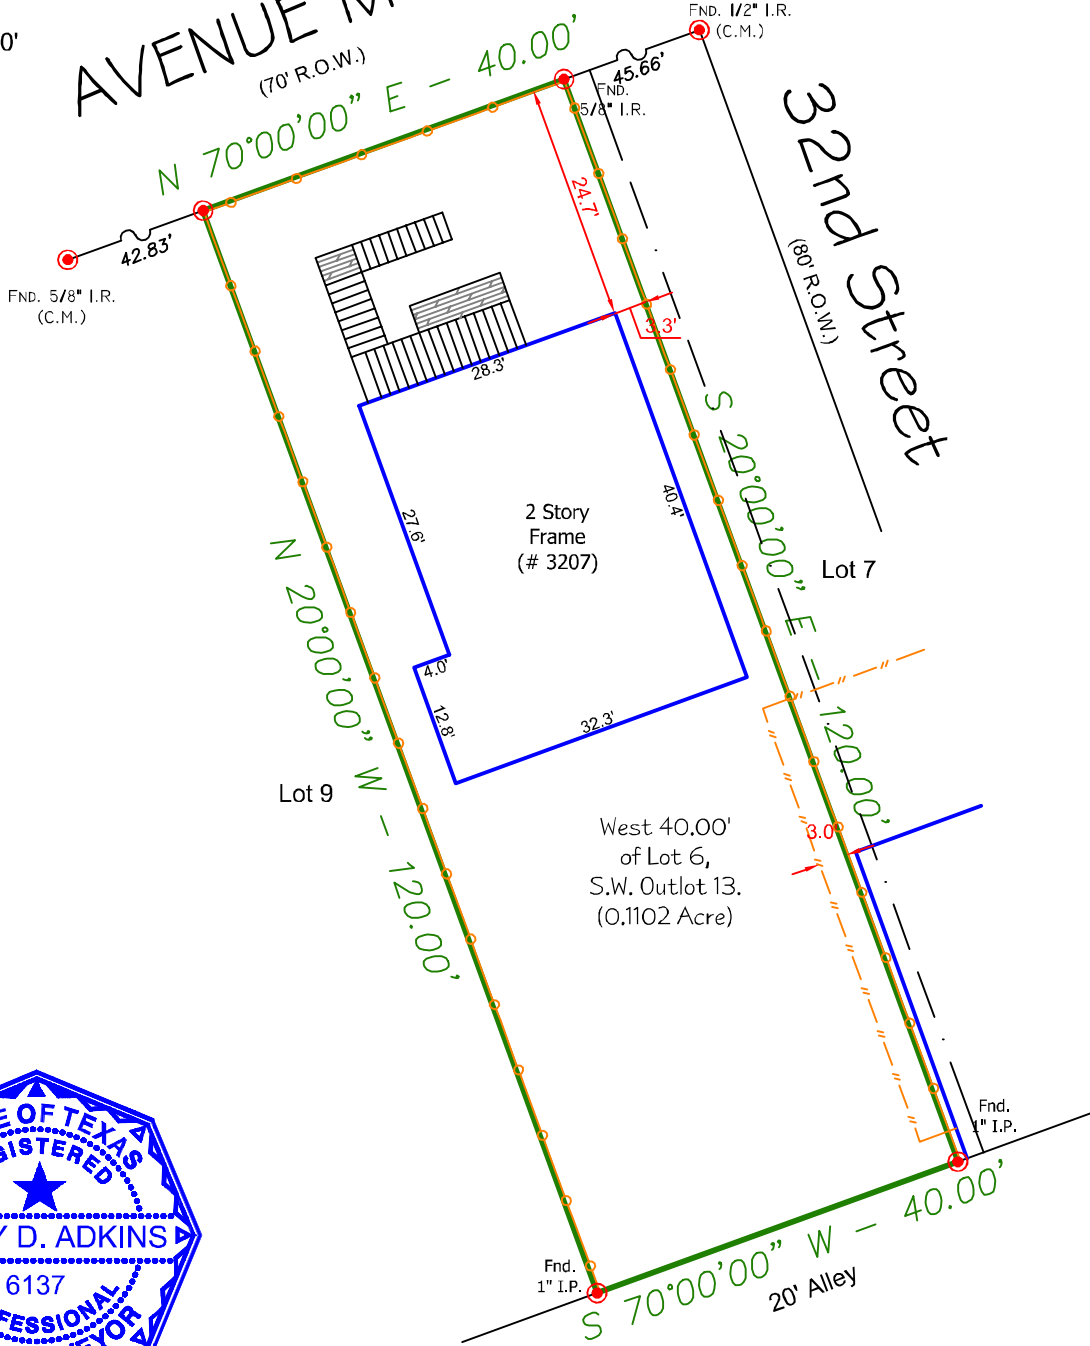 AVENUE
(70' R.O.W.)
N 70°00'00" E - 40.00'
45.66'
FND. 1/2" I.R.
(C.M.)
FND.
5/8" I.R.
32nd Street
(80' R.O.W.)
42.83'
FND. 5/8" I.R.
(C.M.)
24.7'
3.3'
28.3'
27.6'
2 Story
Frame
(# 3207)
40.4'
S 20°00'00" E - 120.00'
Lot 7
N 20°00'00" W - 120.00'
4.0'
12.8'
32.3'
Lot 9
West 40.00'
of Lot 6,
S.W. Outlot 13.
(0.1102 Acre)
3.0'
Fnd.
1" I.P.
Fnd.
1" I.P.
S 70°00'00" W - 40.00'
20' Alley
OF TEXAS
D. ADKINS
6137